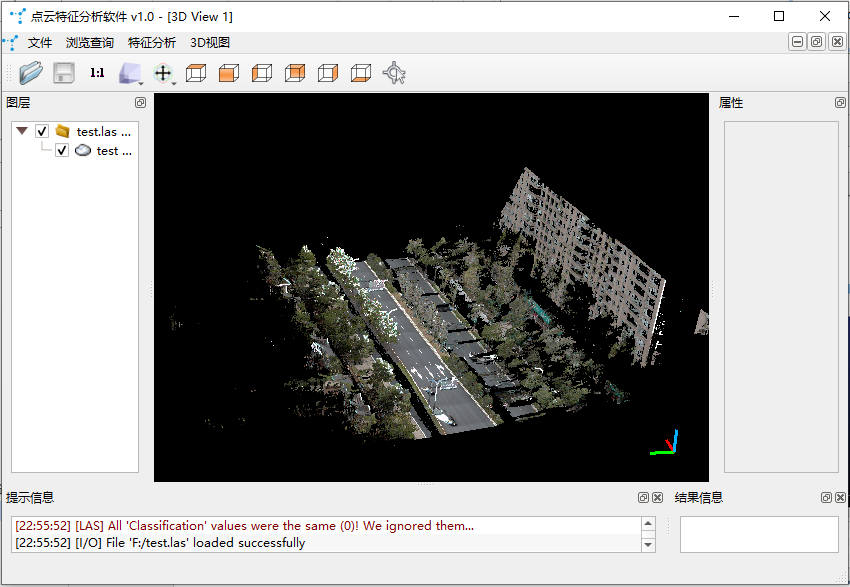 点云特征分析软件 v1.0 - [3D View 1]
文件 浏览查询 特征分析 3D视图
1:1
图层
属性
test.las ...
test ...
提示信息
结果信息
[22:55:52] [LAS] All 'Classification' values were the same (0)! We ignored them...
[22:55:52] [I/O] File 'F:/test.las' loaded successfully